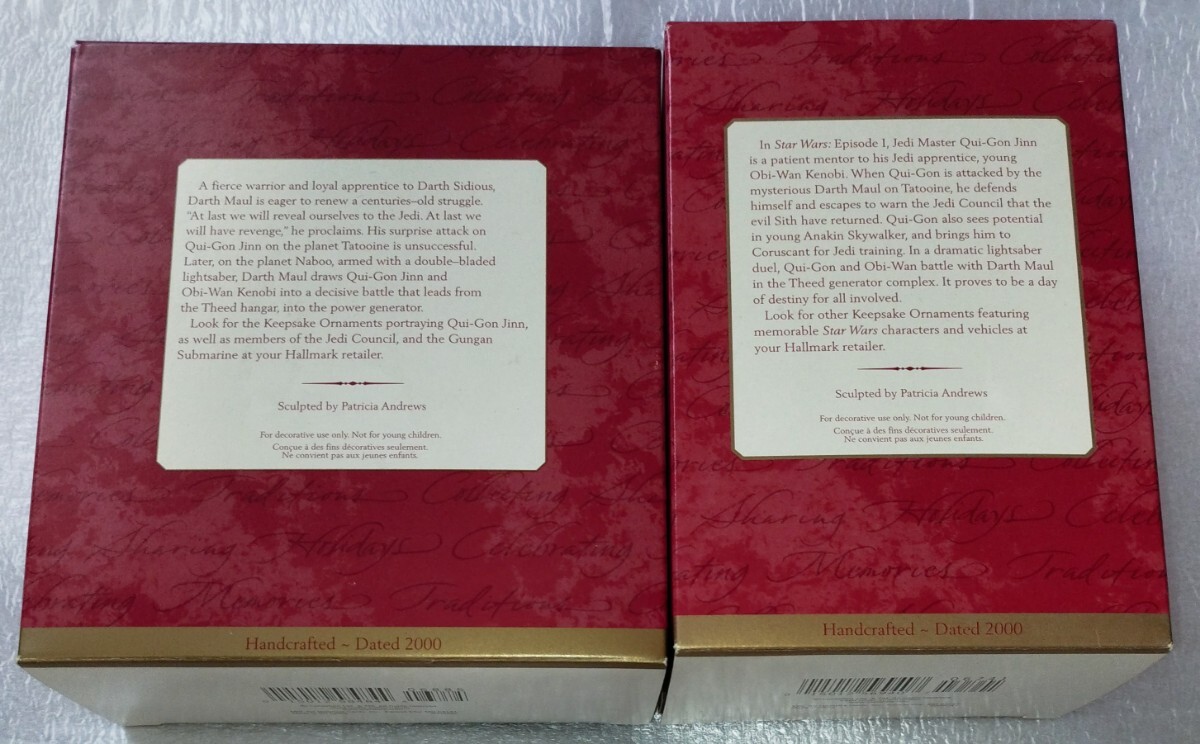 A fierce warrior and loyal apprentice to Darth Sidious,
Darth Maul is eager to renew a centuries–old struggle.
"At last we will reveal ourselves to the Jedi. At last we
will have revenge," he proclaims. His surprise attack on
Qui-Gon Jinn on the planet Tatooine is unsuccessful.
Later, on the planet Naboo, armed with a double–bladed
lightsaber, Darth Maul draws Qui-Gon Jinn and
Obi-Wan Kenobi into a decisive battle that leads from
the Theed hangar, into the power generator.
Look for the Keepsake Ornaments portraying Qui-Gon Jinn,
as well as members of the Jedi Council, and the Gungan
Submarine at your Hallmark retailer.
Sculpted by Patricia Andrews
For decorative use only. Not for young children.
Conçue à des fins décoratives seulement.
Ne convient pas aux jeunes enfants.
Traditions Collecting
Sharing Holidays Celebrating
Memories Traditions
Handcrafted ~ Dated 2000
In Star Wars: Episode 1, Jedi Master Qui-Gon Jinn
is a patient mentor to his Jedi apprentice, young
Obi-Wan Kenobi. When Qui-Gon is attacked by the
mysterious Darth Maul on Tatooine, he defends
himself and escapes to warn the Jedi Council that the
evil Sith have returned. Qui-Gon also sees potential
in young Anakin Skywalker, and brings him to
Coruscant for Jedi training. In a dramatic lightsaber
duel, Qui-Gon and Obi-Wan battle with Darth Maul
in the Theed generator complex. It proves to be a day
of destiny for all involved.
Look for other Keepsake Ornaments featuring
memorable Star Wars characters and vehicles at
your Hallmark retailer.
Sculpted by Patricia Andrews
For decorative use only. Not for young children.
Conçue à des fins décoratives seulement.
Ne convient pas aux jeunes enfants.
Sharing Holidays
Memories Traditions
Handcrafted ~ Dated 2000